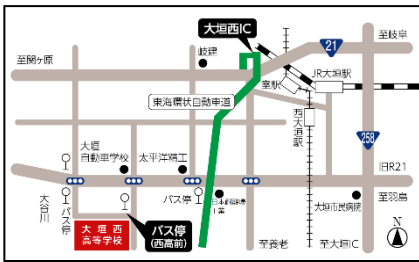 大垣西IC
至関ヶ原
岐建
21
至岐阜
JR大垣駅
室駅
東海環状自動車道
西大垣駅
大垣
自動車学校
太平洋精工
258
旧R21
大谷川
バス停
バス停
至羽島
大垣市民病院
大垣西
高等学校
バス停
(西高前)
至養老
至大垣IC
N